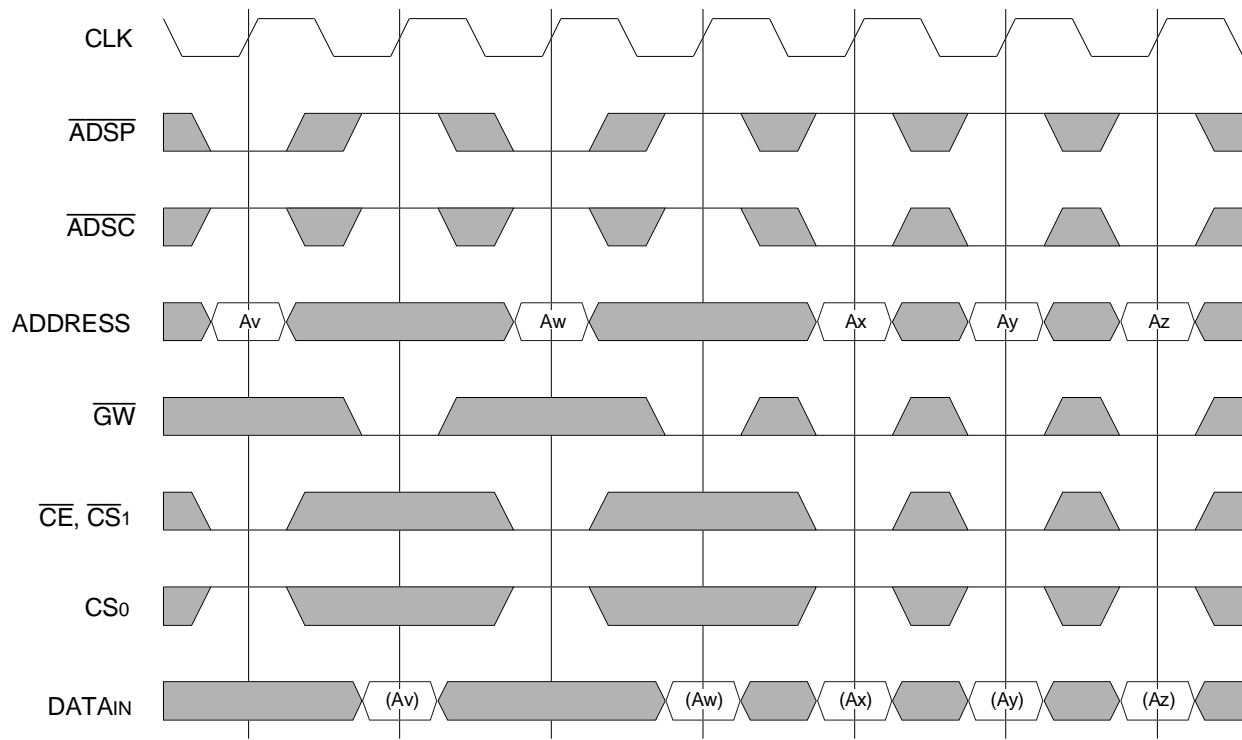 CLK
ADSP
ADSC
ADDRESS Av Aw Ax Ay Az
GW
CE, CS1
CS0
DATAIN (Av) (Aw) (Ax) (Ay) (Az)